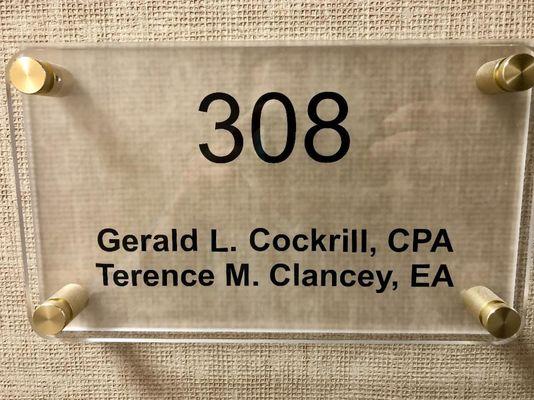 308
Gerald L. Cockrill, CPA
Terence M. Clancey, EA